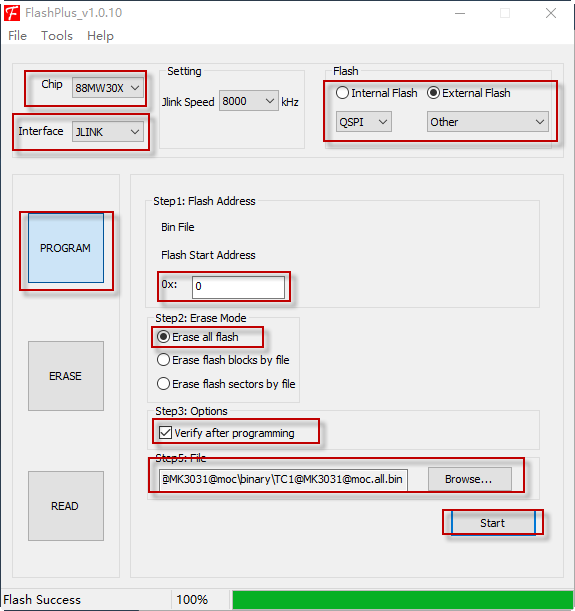 FlashPlus_v1.0.10
File Tools Help
Chip 88MW30X
Interface JLINK
Setting
Jlink Speed 8000 kHz
Flash
Internal Flash External Flash
QSPI Other
PROGRAM
ERASE
READ
Step1: Flash Address
Bin File
Flash Start Address
0x: 0
Step2: Erase Mode
Erase all flash
Erase flash blocks by file
Erase flash sectors by file
Step3: Options
Verify after programming
Step5: File
@MK3031@moc\binary\TC1@MK3031@moc.all.bin Browse...
Start
Flash Success 100%